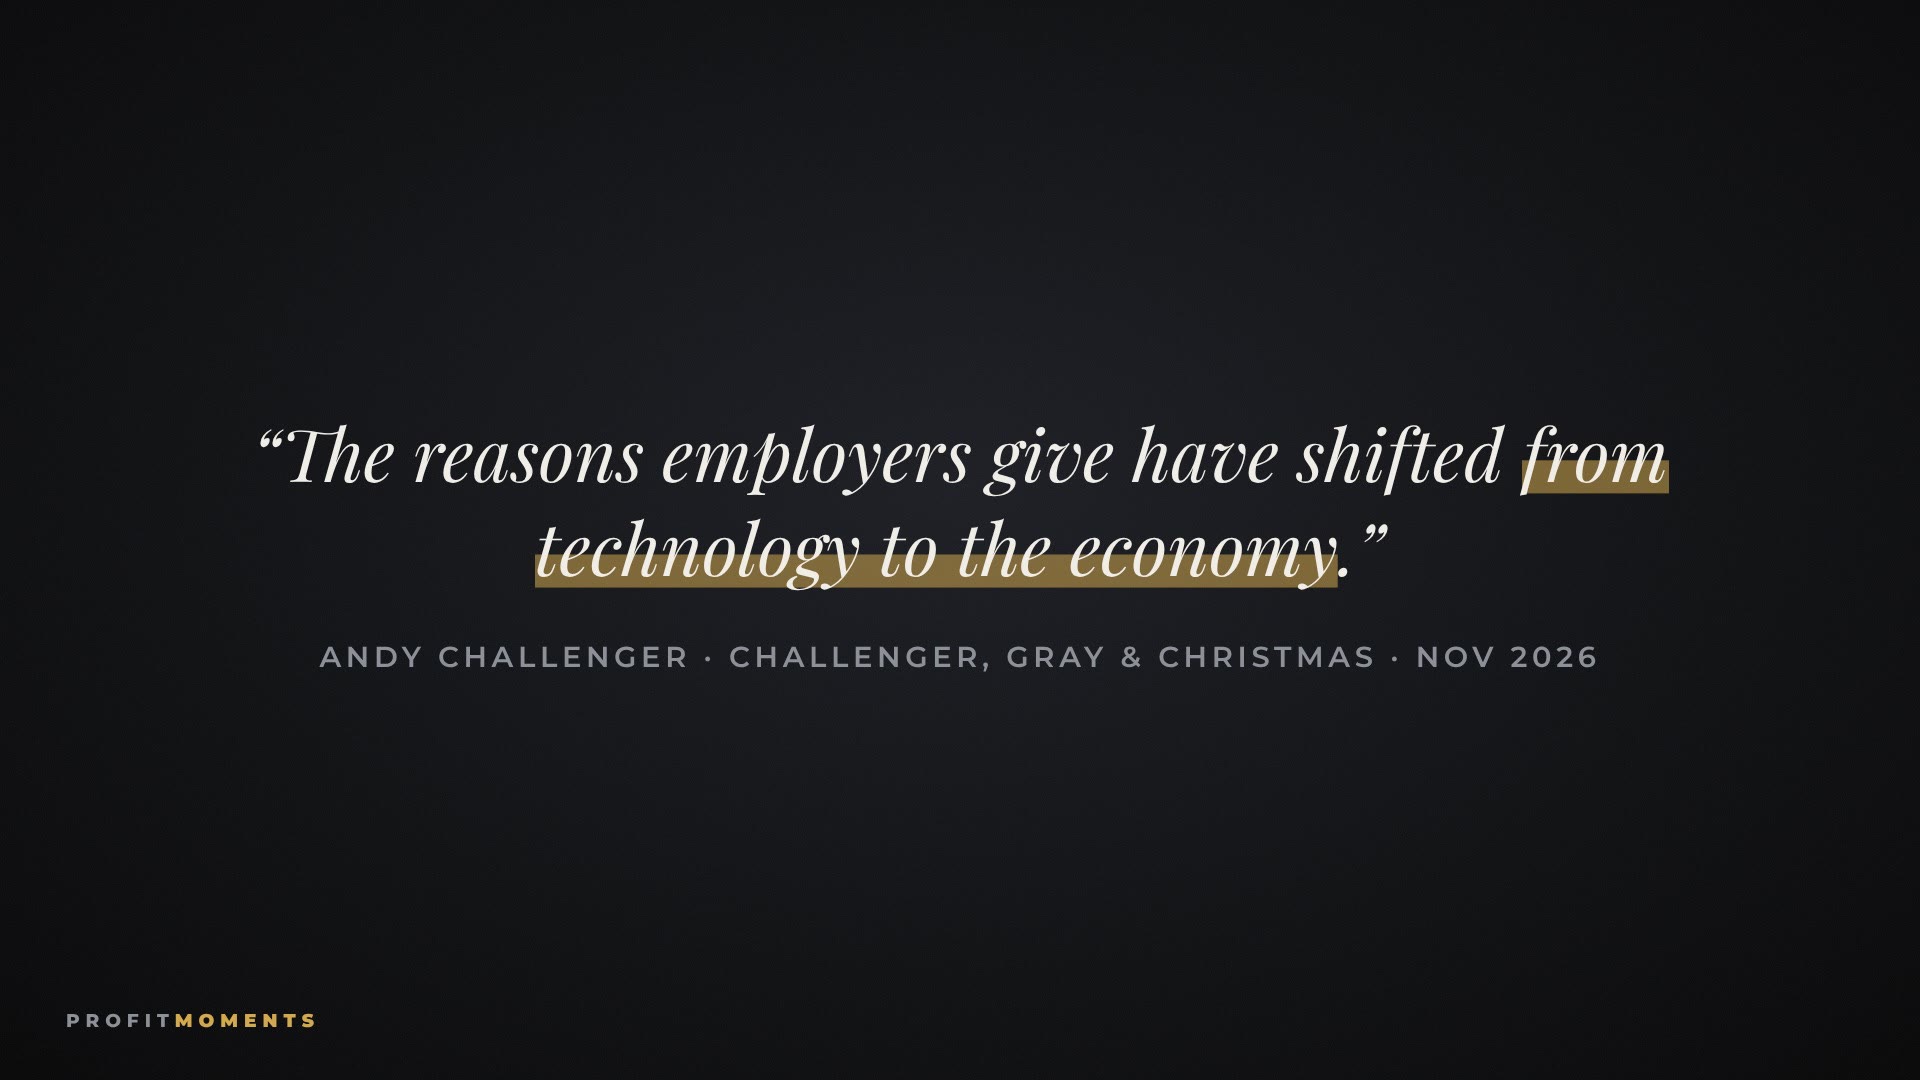 “The reasons employers give have shifted from
technology to the economy.”
ANDY CHALLENGER · CHALLENGER, GRAY & CHRISTMAS · NOV 2026
PROFITMOMENTS